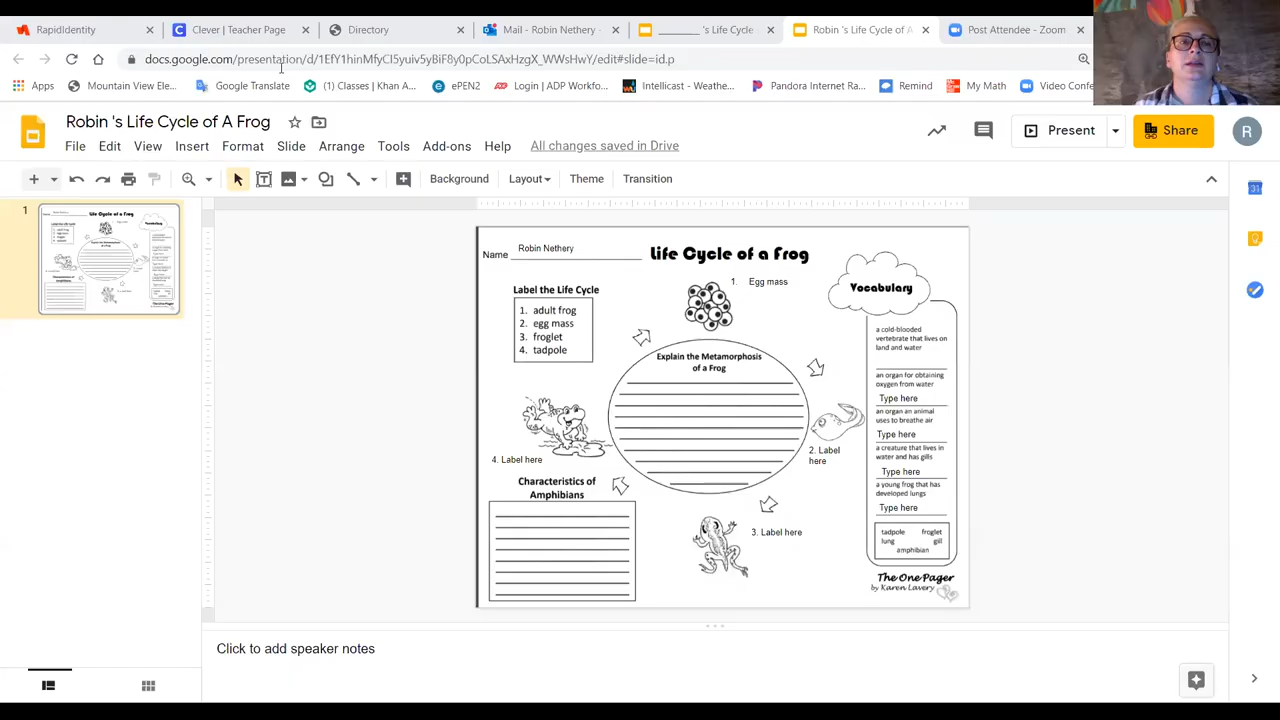 RapidIdenti
Clever | Teacher Page
Directory
Mail - Robin Nethery -
_______ 's Life Cycle
Robin 's Life Cycle of A
Post Attendee - Zoom
docs.google.com/presentation/d/1EfY1hinMfyCI5yuiv5yBiF8y0pCoLSAxHzgX_WWsHwY/edit#slide=id.p
Apps
Mountain View Ele...
Google Translate
(1) Classes | Khan A...
ePEN2
Login | ADP Workfo...
Intellicast - Weathe...
Pandora Internet Ra...
Remind
My Math
Video Confe
Robin 's Life Cycle of A Frog
Present
Share
R
File Edit View Insert Format Slide Arrange Tools Add-ons Help All changes saved in Drive
Background Layout Theme Transition
31
1
Name Robin Nethery
Life Cycle of a Frog
Label the Life Cycle
1. adult frog
2. egg mass
3. froglet
4. tadpole
1. Egg mass
Explain the Metamorphosis
of a Frog
2. Label
here
3. Label here
4. Label here
Characteristics of
Amphibians
Vocabulary
a cold-blooded
vertebrate that lives on
land and water
an organ for obtaining
oxygen from water
Type here
an organ an animal
uses to breathe air
Type here
a creature that lives in
water and has gills
Type here
a young frog that has
developed lungs
Type here
tadpole froglet
lung gill
amphibian
The One Pager
by Karen Lavery
Click to add speaker notes